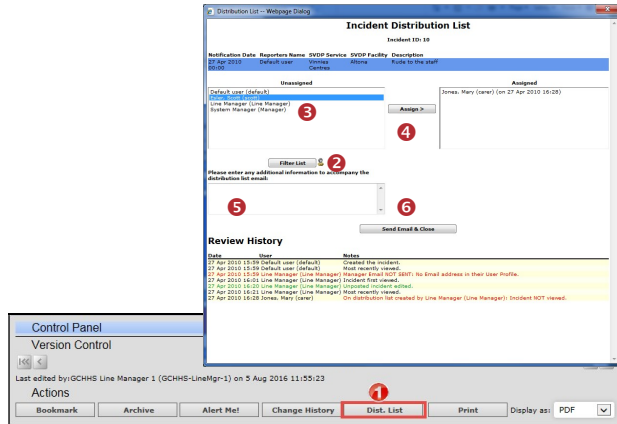 Distribution List -- Webpage Dialog
Incident Distribution List
Incident ID: 10
Notification Date Reporters Name SVDP Service SVDP Facility Description
27 Apr 2010 Default user Vinnies Altona Rude to the staff
00:00 Centres
Unassigned Assigned
Default user (default) Jones, Mary (carer) (on 27 Apr 2010 16:28)
Line Manager (Line Manager) Assign >
System Manager (Manager)
3
4
Filter List 2
Please enter any additional information to accompany the
distribution list email:
5 6
Send Email & Close
Review History
Date User Notes
27 Apr 2010 15:59 Default user (default) Created the incident.
27 Apr 2010 15:59 Default user (default) Most recently viewed.
27 Apr 2010 15:59 Line Manager (Line Manager) Manager Email NOT SENT: No Email address in their User Profile.
27 Apr 2010 16:01 Line Manager (Line Manager) Incident first viewed.
27 Apr 2010 16:20 Line Manager (Line Manager) Unposted incident edited.
27 Apr 2010 16:21 Line Manager (Line Manager) Most recently viewed.
27 Apr 2010 16:28 Jones, Mary (carer) On distribution list created by Line Manager (Line Manager): Incident NOT viewed.
Control Panel
Version Control
Last edited by:GCHHS Line Manager 1 (GCHHS-LineMgr-1) on 5 Aug 2016 11:55:23
Actions
1
Bookmark Archive Alert Me! Change History Dist. List Print Display as: PDF